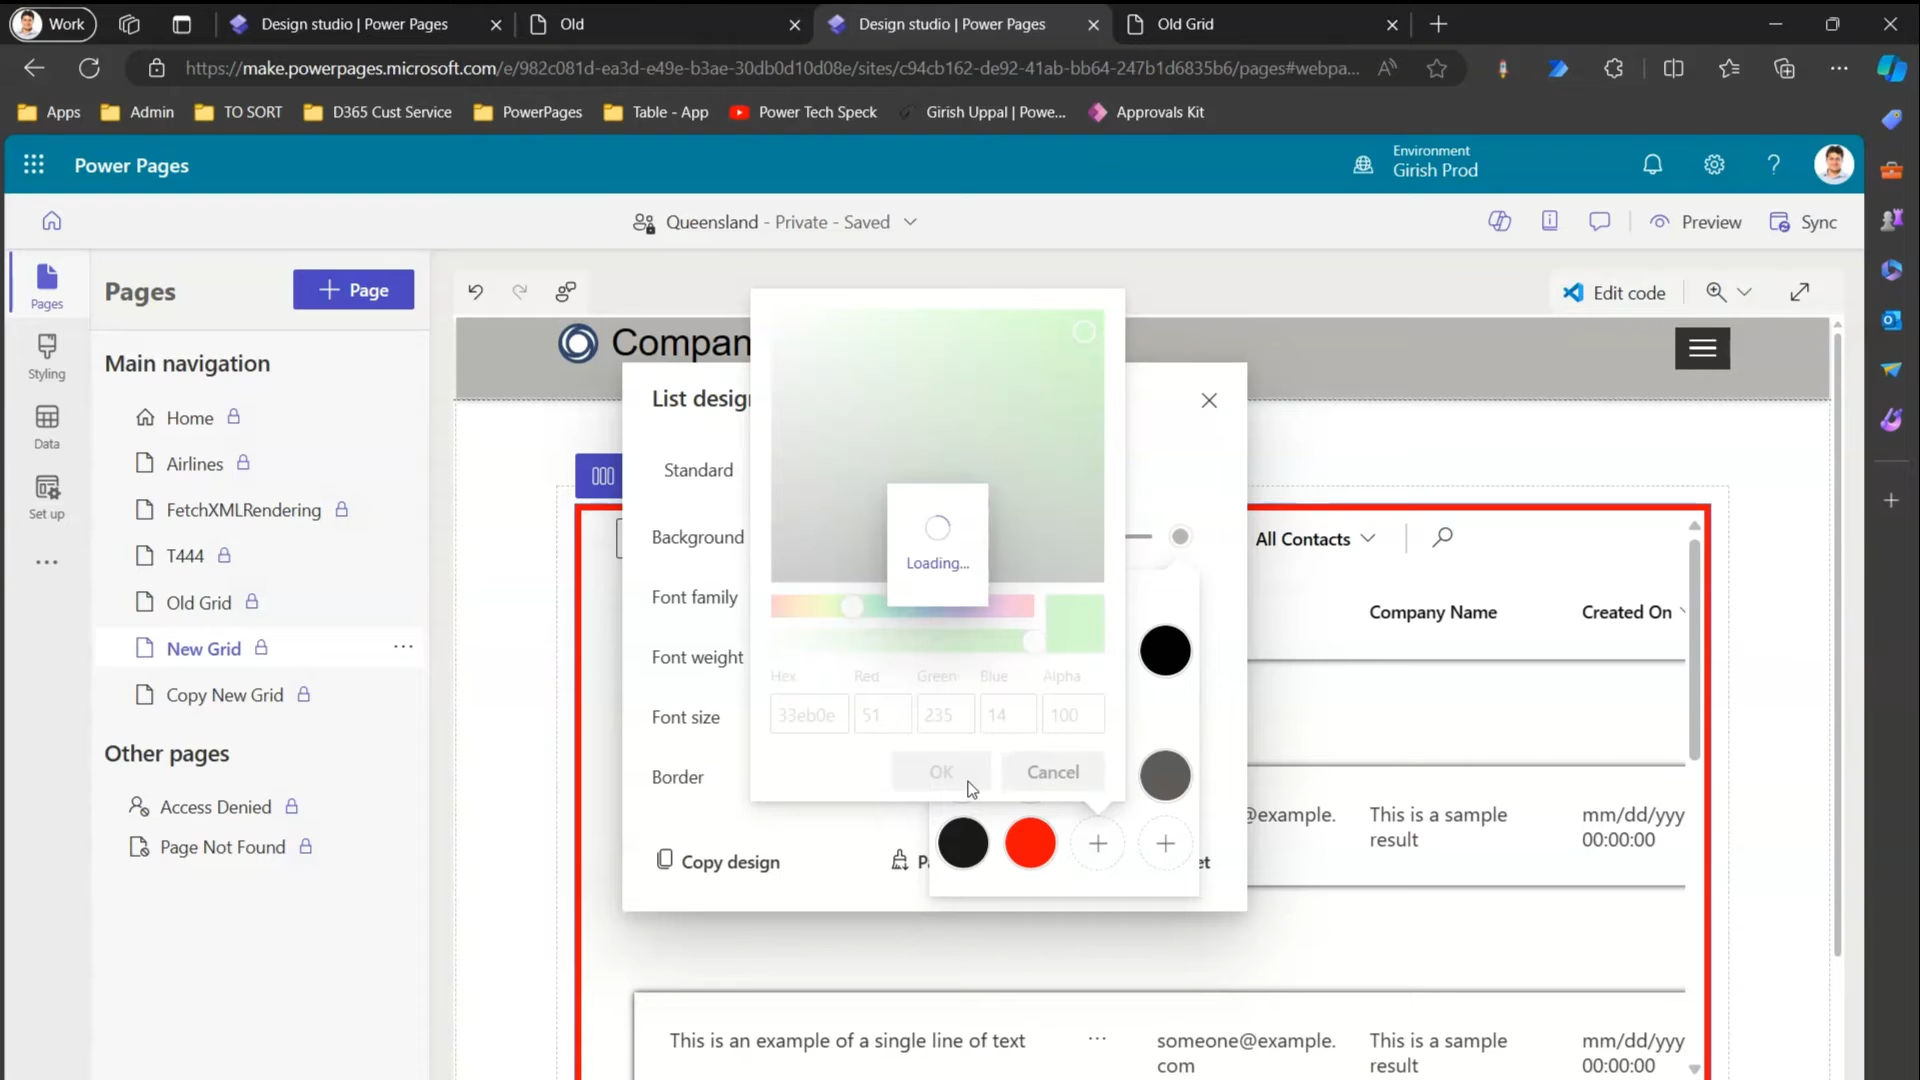 Work
Design studio | Power Pages
Old
Design studio | Power Pages
Old Grid
https://make.powerpages.microsoft.com/e/982c081d-ea3d-e49e-b3ae-30db0d10d08e/sites/c94cb162-de92-41ab-bb64-247b1d6835b6/pages#webpa...
Apps
Admin
TO SORT
D365 Cust Service
PowerPages
Table - App
Power Tech Speck
Girish Uppal | Powe...
Approvals Kit
Power Pages
Environment
Girish Prod
Queensland - Private - Saved
Preview
Sync
Pages
Styling
Data
Set up
Pages
+ Page
Main navigation
Home
Airlines
FetchXMLRendering
T444
Old Grid
New Grid
Copy New Grid
Other pages
Access Denied
Page Not Found
Edit code
Compan
List desig
Standard
Background
Font family
Font weight
Font size
Border
Copy design
Loading...
Hex Red Green Blue Alpha
33eb0e 51 235 14 100
OK Cancel
All Contacts
Company Name
Created On
@example.
This is a sample result
mm/dd/yyy
00:00:00
This is an example of a single line of text
someone@example.
com
This is a sample
result
mm/dd/yyy
00:00:00